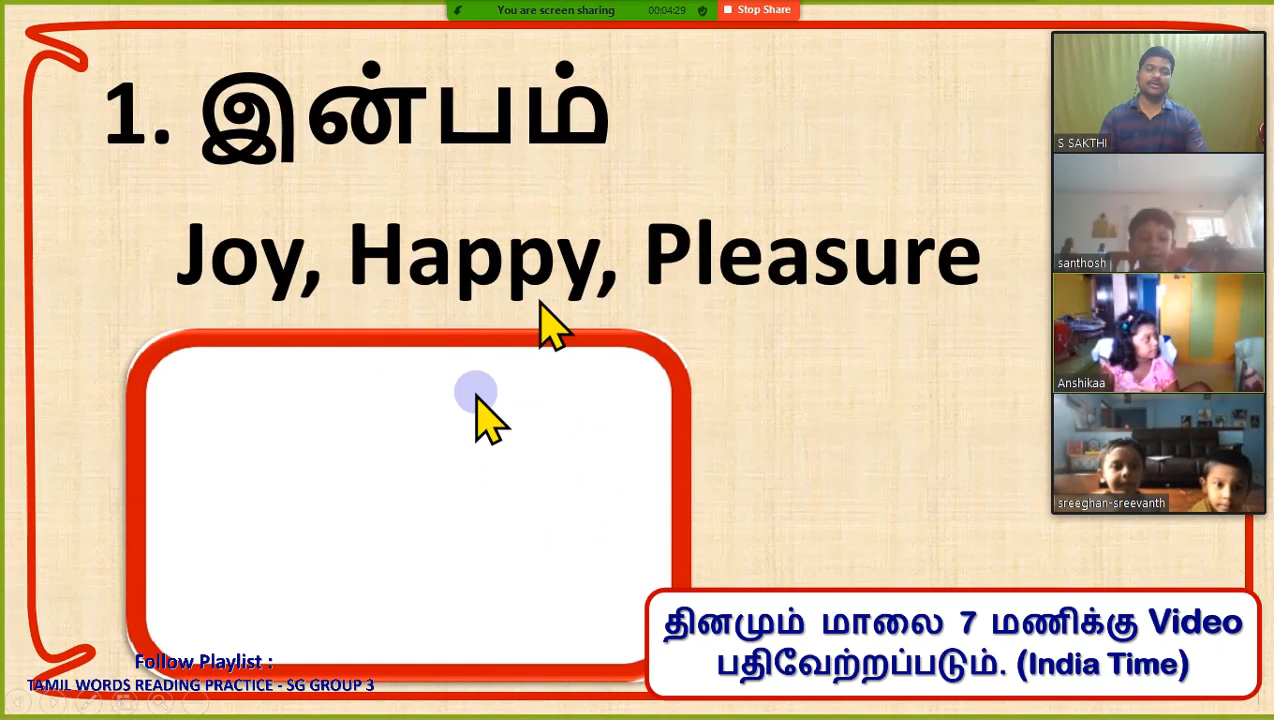 You are screen sharing 00:04:29 Stop Share
1. இன்பம்
Joy, Happy, Pleasure
S SAKTHI
santhosh
Anshikaa
sreeghan-sreevanth
தினமும் மாலை 7 மணிக்கு Video
பதிவேற்றப்படும். (India Time)
Follow Playlist :
TAMIL WORDS READING PRACTICE - SG GROUP 3